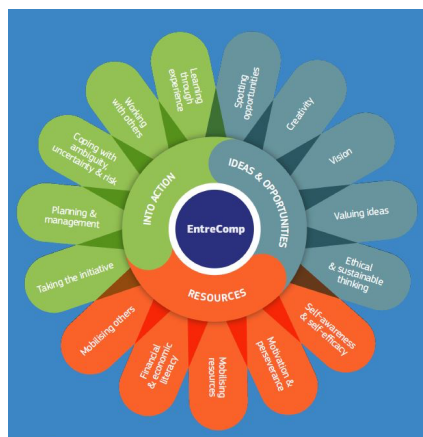 EntreComp
IDEAS & OPPORTUNITIES
Spotting
opportunities
Creativity
Vision
Valuing ideas
Ethical
& sustainable
thinking
RESOURCES
Self-awareness
& self-efficacy
Motivation &
perseverance
Mobilising
resources
Financial
& economic
literacy
Mobilising others
INTO ACTION
Taking the initiative
Planning &
management
Coping with
ambiguity,
uncertainty & risk
Working
with others
Learning
through
experience